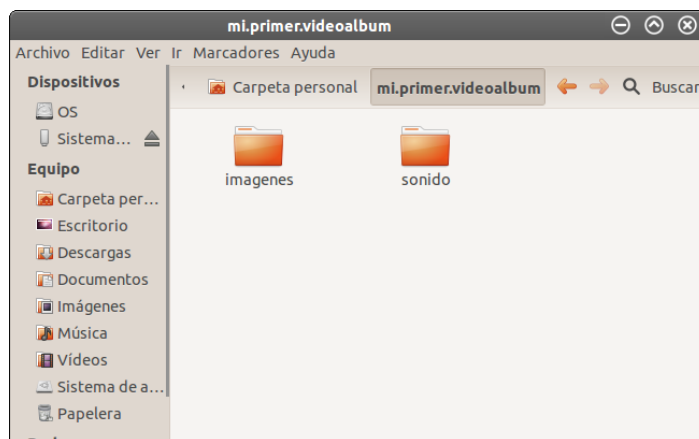 mi.primer.videoalbum
Archivo Editar Ver Ir Marcadores Ayuda
Dispositivos
OS
Sistema...
Equipo
Carpeta per...
Escritorio
Descargas
Documentos
Imágenes
Música
Vídeos
Sistema de a...
Papelera
Carpeta personal mi.primer.videoalbum Buscar
imagenes
sonido